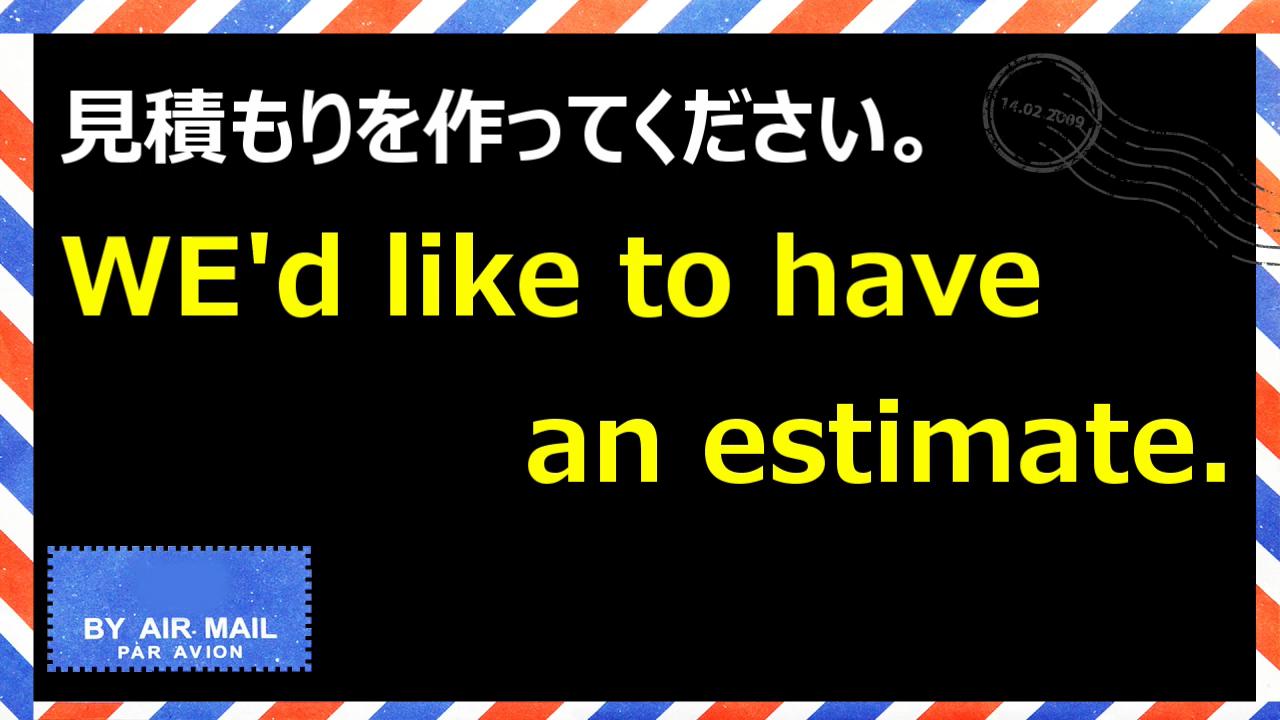 見積もりを作ってください。
14.02 2009
WE'd like to have
an estimate.
BY AIR MAIL
PAR AVION